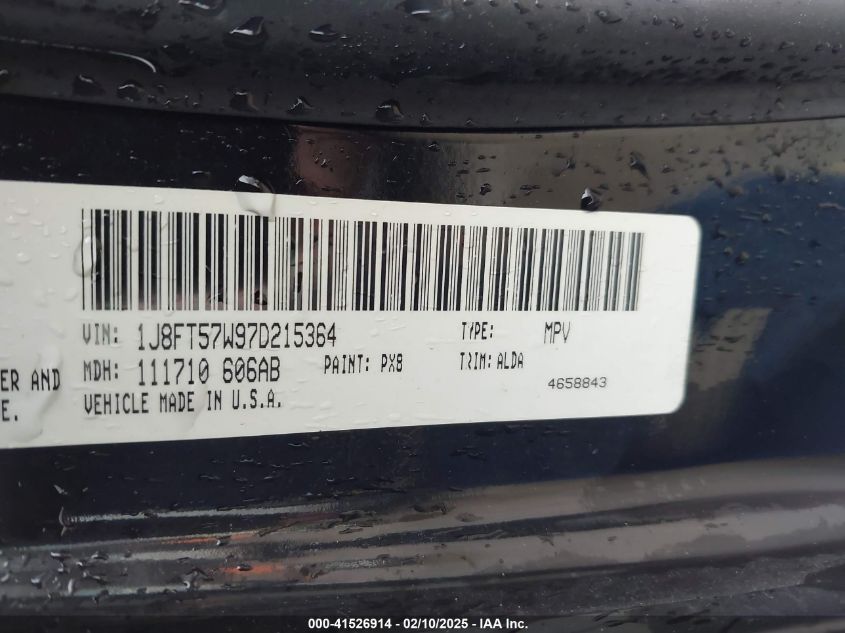 VIN: 1J8FT57W97D215364 TYPE: MPV
MDH: 111710 606AB PAINT: PX8 TRIM: ALDA
ER AND
VEHICLE MADE IN U.S.A. 4658843
E.
000-41526914 — 02/10/2025 — IAA Inc.